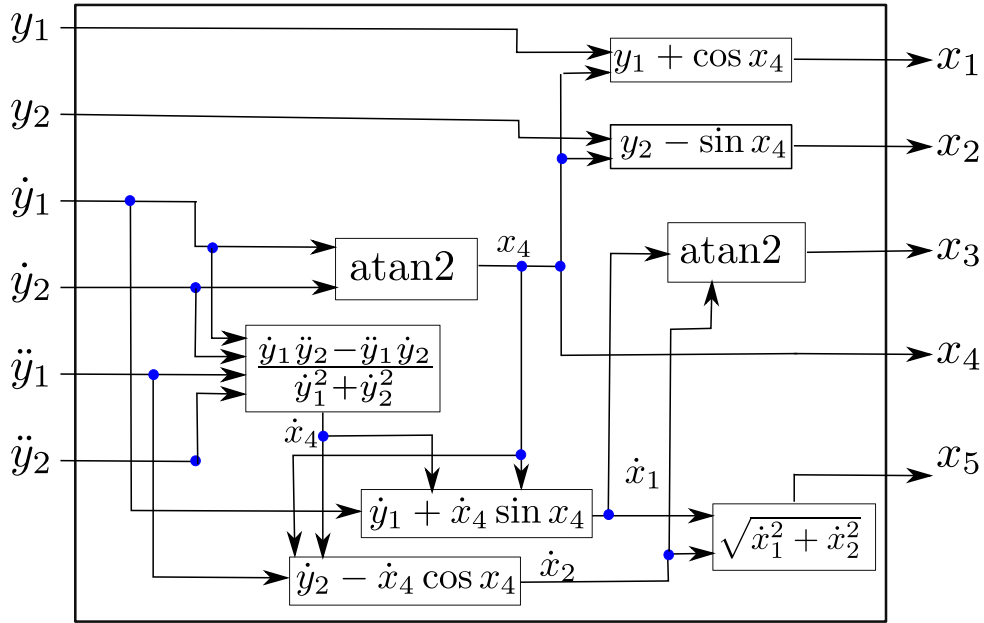 y₁
y₁ + cos x₄
x₁
y₂
y₂ − sin x₄
x₂
ẏ₁
x₄
atan2
atan2
x₃
ẏ₂
ÿ₁
(ẏ₁ÿ₂−ÿ₁ẏ₂)/(ẏ₁²+ẏ₂²)
x₄
ẋ₄
ÿ₂
ẋ₁
x₅
ẏ₁ + ẋ₄ sin x₄
√(ẋ₁² + ẋ₂²)
ẏ₂ − ẋ₄ cos x₄
ẋ₂